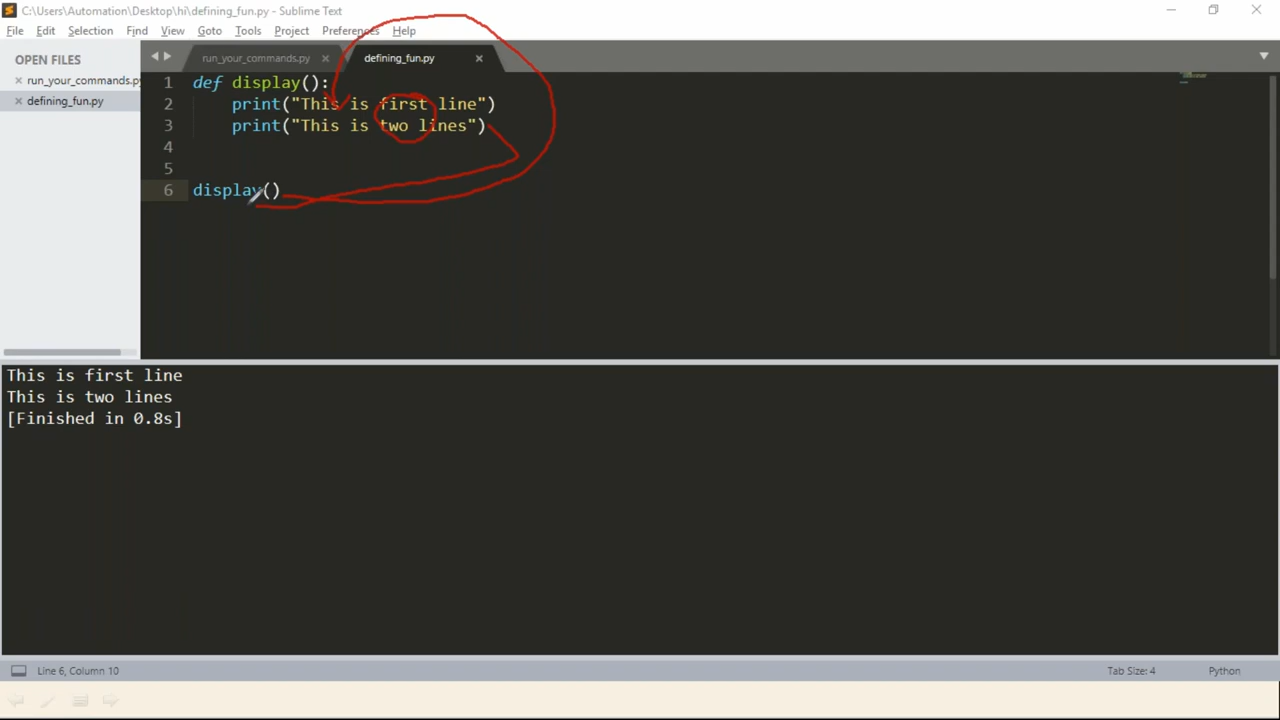 C:\Users\Automation\Desktop\hi\defining_fun.py - Sublime Text
File Edit Selection Find View Goto Tools Project Preferences Help
OPEN FILES
run_your_commands.py
defining_fun.py
run_your_commands.py defining_fun.py
1 def display():
2 print("This is first line")
3 print("This is two lines")
4
5
6 display()
This is first line
This is two lines
[Finished in 0.8s]
Line 6, Column 10 Tab Size: 4 Python